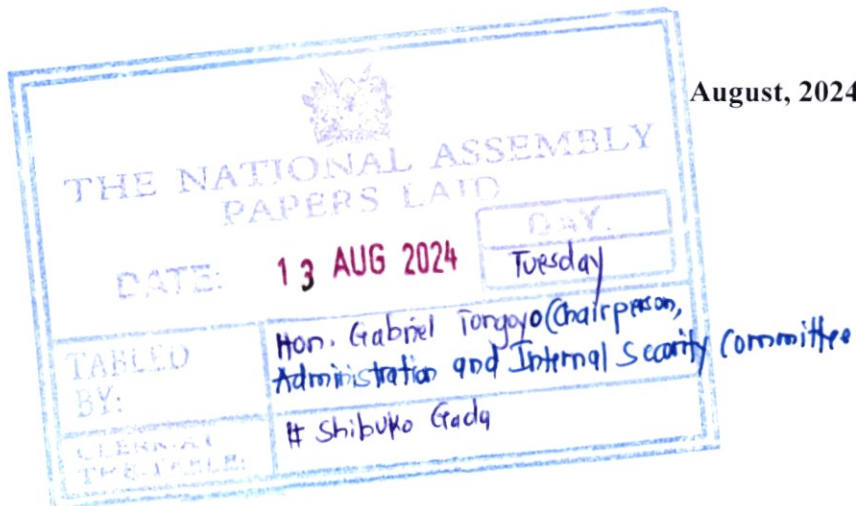 August, 2024
THE NATIONAL ASSEMBLY
PAPERS LAID
DATE: 13 AUG 2024
DAY.
Tuesday
TABLED BY:
Hon. Gabriel Tongoyo (Chairperson,
Administration and Internal Security Committee
CLERK-AT THE-TABLE:
Shibuko Gada